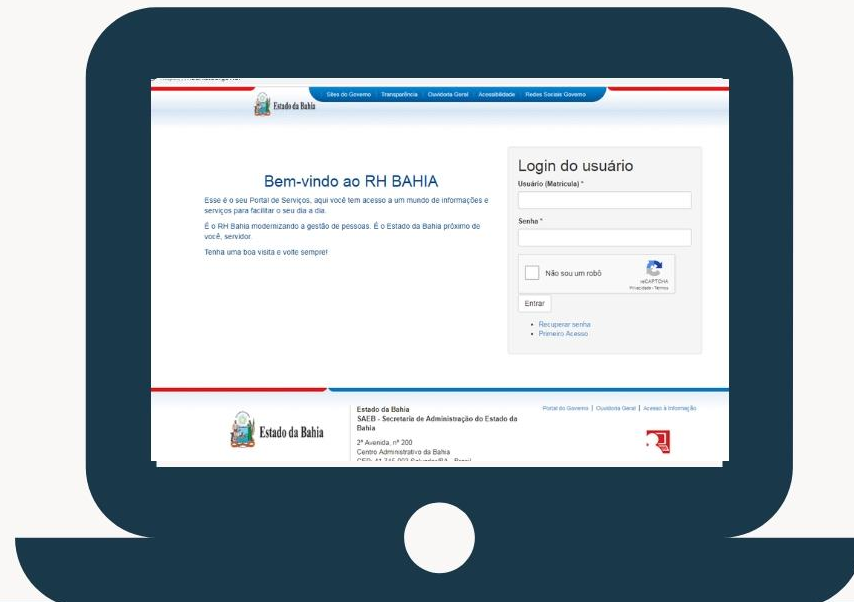 Sites do Governo | Transparência | Ouvidoria Geral | Acessibilidade | Redes Sociais Governo
Estado da Bahia
Bem-vindo ao RH BAHIA
Esse é o seu Portal de Serviços, aqui você tem acesso a um mundo de informações e
serviços para facilitar o seu dia a dia.
É o RH Bahia modernizando a gestão de pessoas. É o Estado da Bahia próximo de
você, servidor.
Tenha uma boa visita e volte sempre!
Login do usuário
Usuário (Matrícula) *
Senha *
Não sou um robô
reCAPTCHA
Privacidade - Termos
Entrar
Recuperar senha
Primeiro Acesso
Estado da Bahia
Estado da Bahia
SAEB - Secretaria de Administração do Estado da
Bahia
2ª Avenida, nº 200
Centro Administrativo da Bahia
Portal do Governo | Ouvidoria Geral | Acesso à Informação